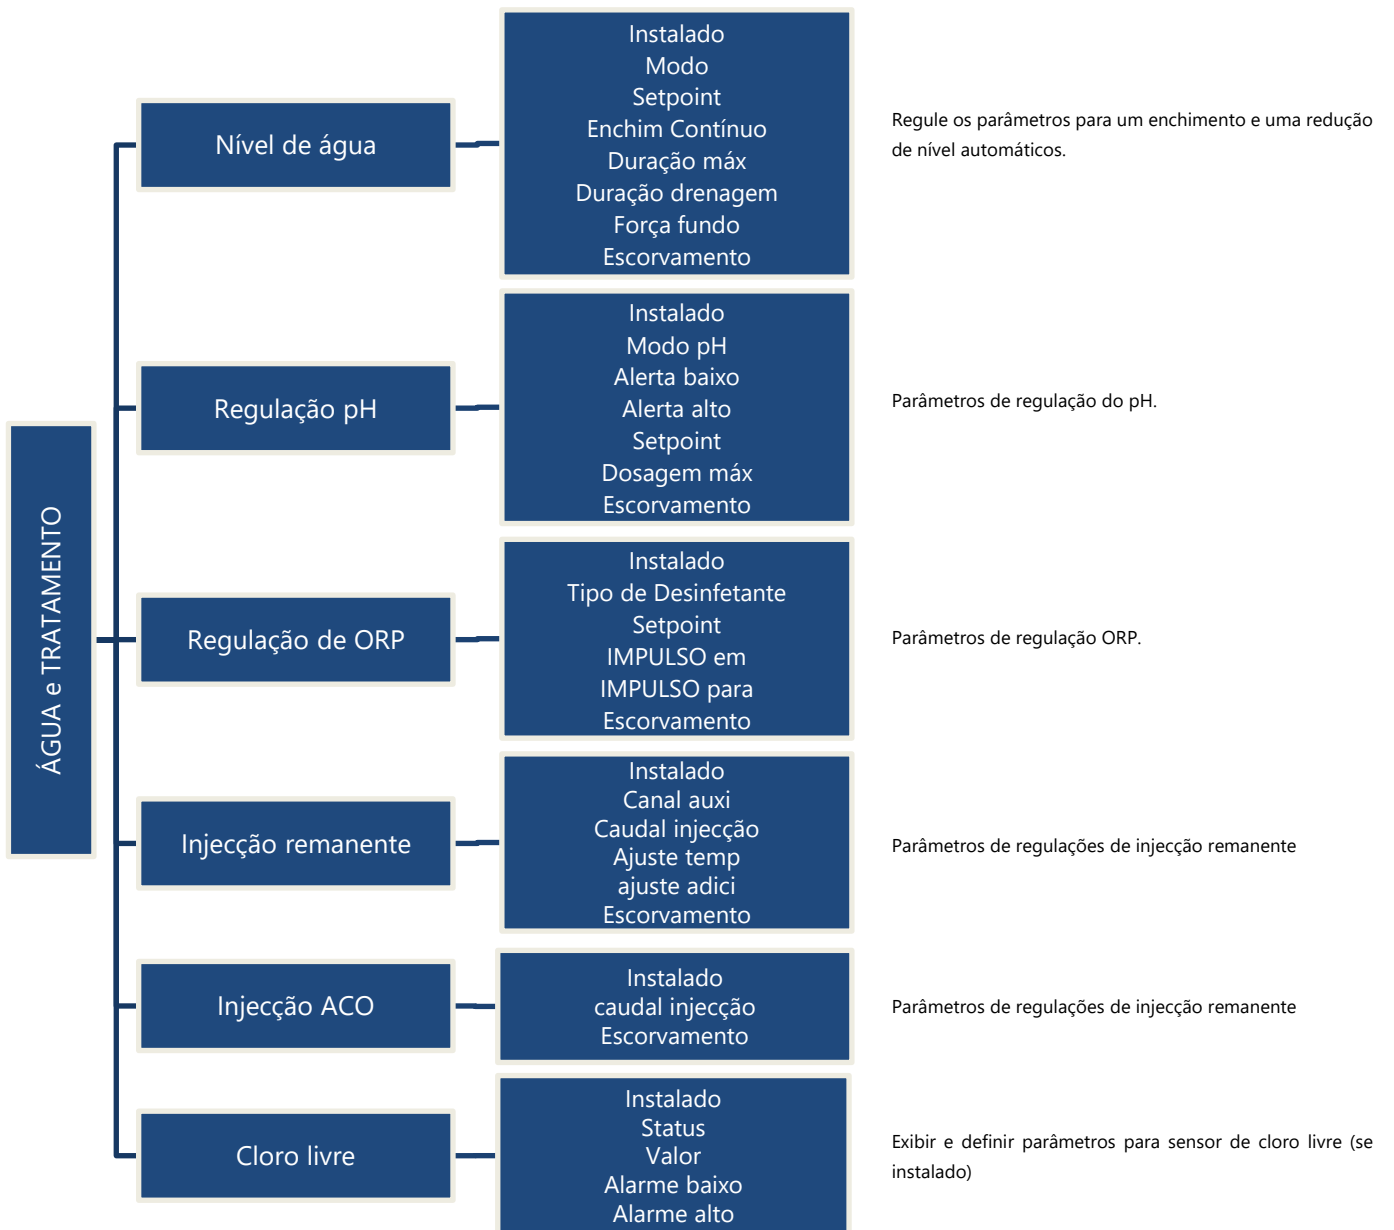 ÁGUA e TRATAMENTO
Nível de água
Instalado
Modo
Setpoint
Enchim Contínuo
Duração máx
Duração drenagem
Força fundo
Escorvamento
Regule os parâmetros para um enchimento e uma redução
de nível automáticos.
Regulação pH
Instalado
Modo pH
Alerta baixo
Alerta alto
Setpoint
Dosagem máx
Escorvamento
Parâmetros de regulação do pH.
Regulação de ORP
Instalado
Tipo de Desinfetante
Setpoint
IMPULSO em
IMPULSO para
Escorvamento
Parâmetros de regulação ORP.
Injecção remanente
Instalado
Canal auxi
Caudal injecção
Ajuste temp
ajuste adici
Escorvamento
Parâmetros de regulações de injecção remanente
Injecção ACO
Instalado
caudal injecção
Escorvamento
Parâmetros de regulações de injecção remanente
Cloro livre
Instalado
Status
Valor
Alarme baixo
Alarme alto
Exibir e definir parâmetros para sensor de cloro livre (se
instalado)